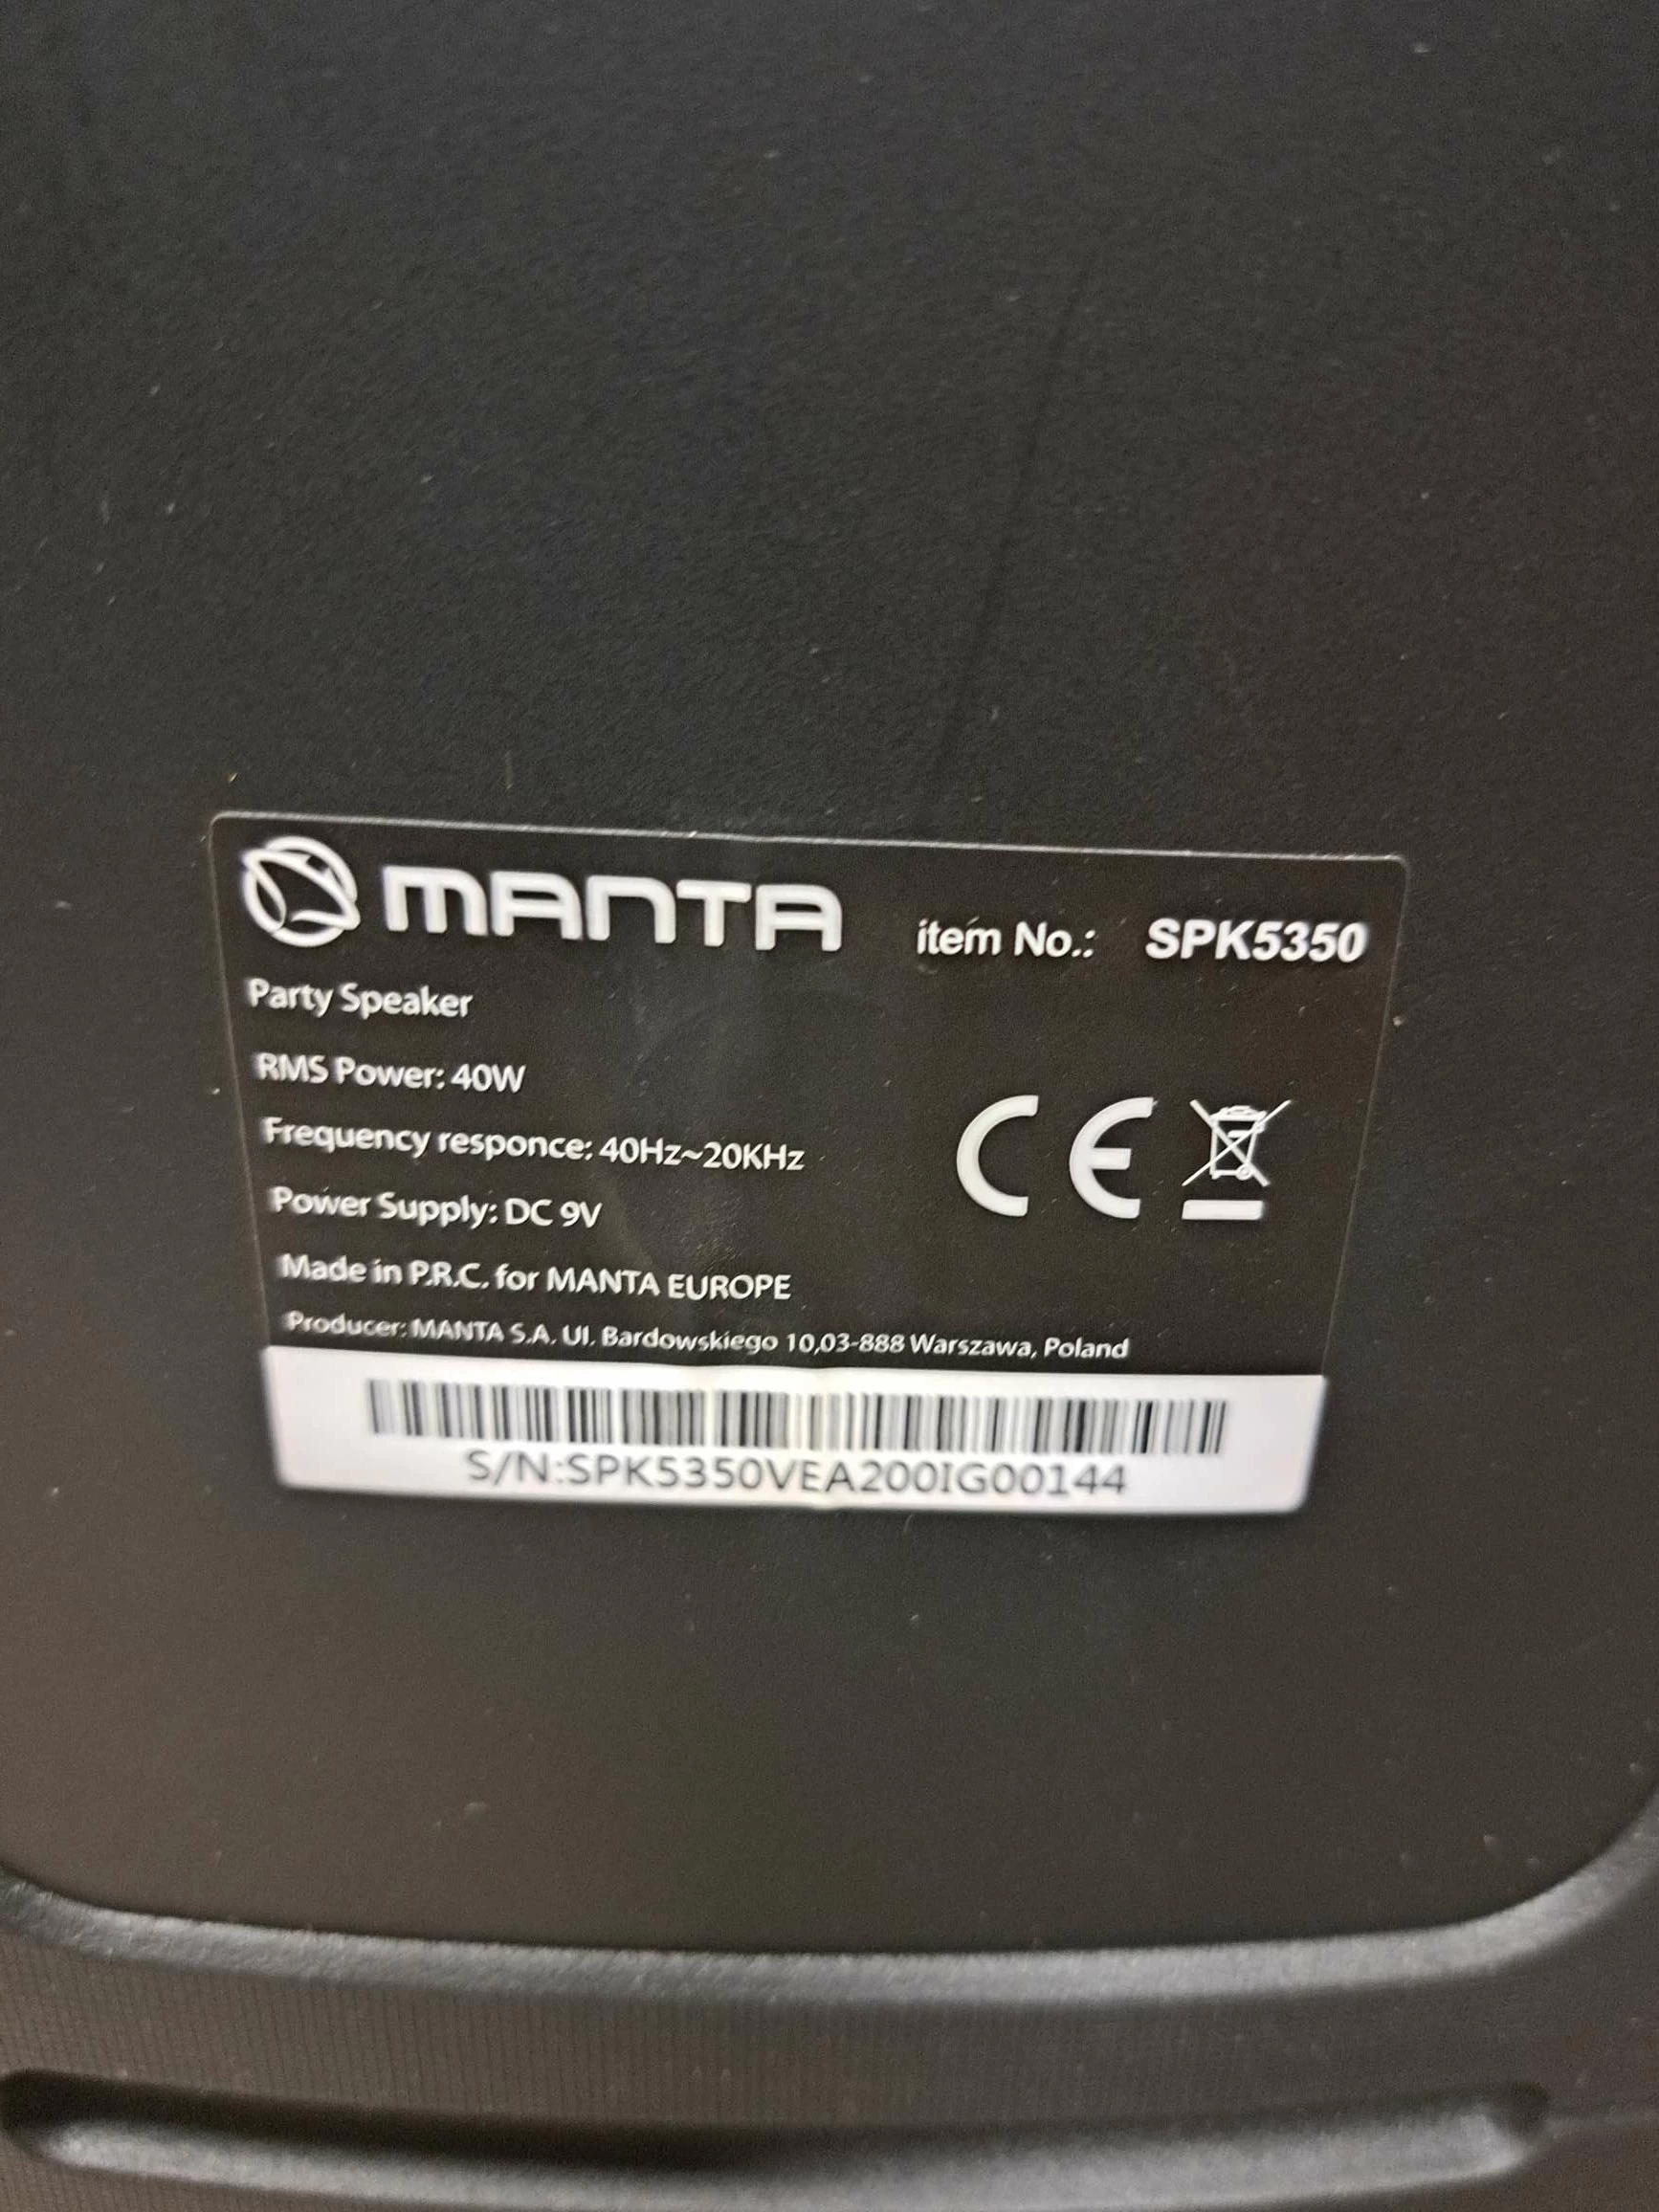 MANTA item No.: SPK5350
Party Speaker
RMS Power: 40W
Frequency responce: 40Hz~20KHz
Power Supply: DC 9V
CE
Made in P.R.C. for MANTA EUROPE
Producer: MANTA S.A. Ul. Bardowskiego 10,03-888 Warszawa, Poland
S/N:SPK5350VEA200IG00144